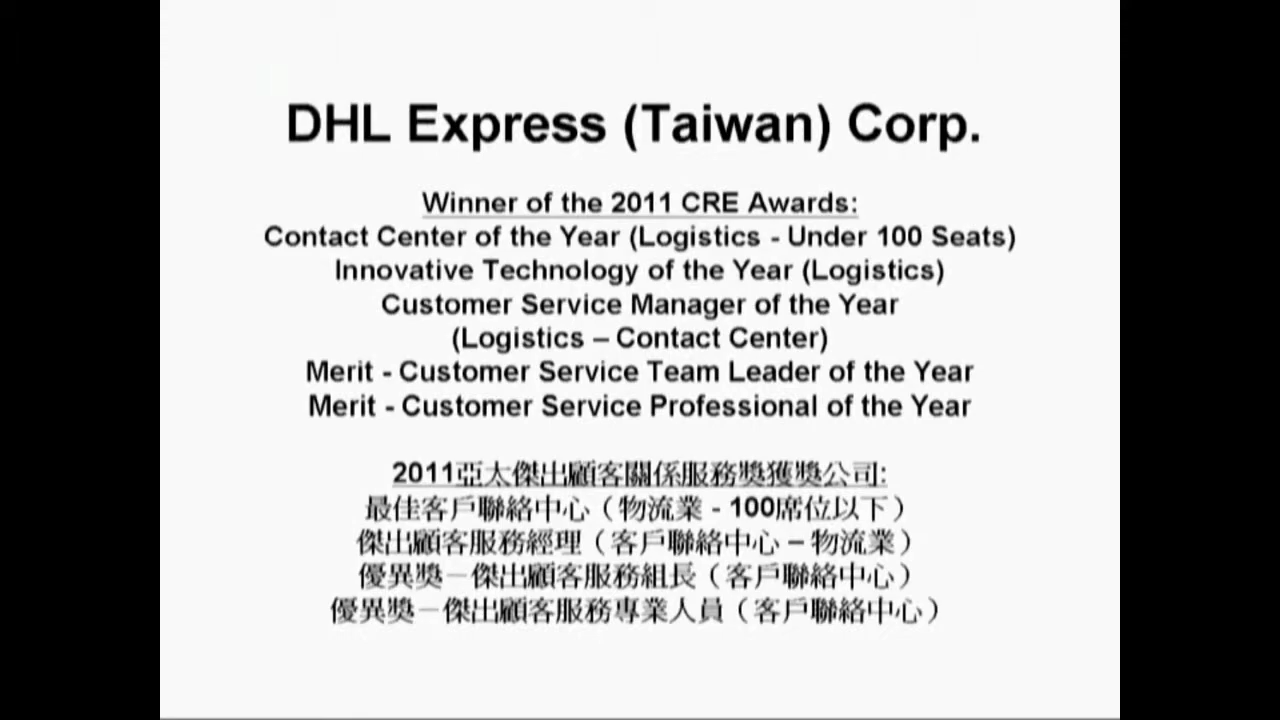 DHL Express (Taiwan) Corp.
Winner of the 2011 CRE Awards:
Contact Center of the Year (Logistics - Under 100 Seats)
Innovative Technology of the Year (Logistics)
Customer Service Manager of the Year
(Logistics – Contact Center)
Merit - Customer Service Team Leader of the Year
Merit - Customer Service Professional of the Year
2011亞太傑出顧客關係服務獎獲獎公司:
最佳客戶聯絡中心（物流業 - 100席位以下）
傑出顧客服務經理（客戶聯絡中心 – 物流業）
優異獎－傑出顧客服務組長（客戶聯絡中心）
優異獎－傑出顧客服務專業人員（客戶聯絡中心）